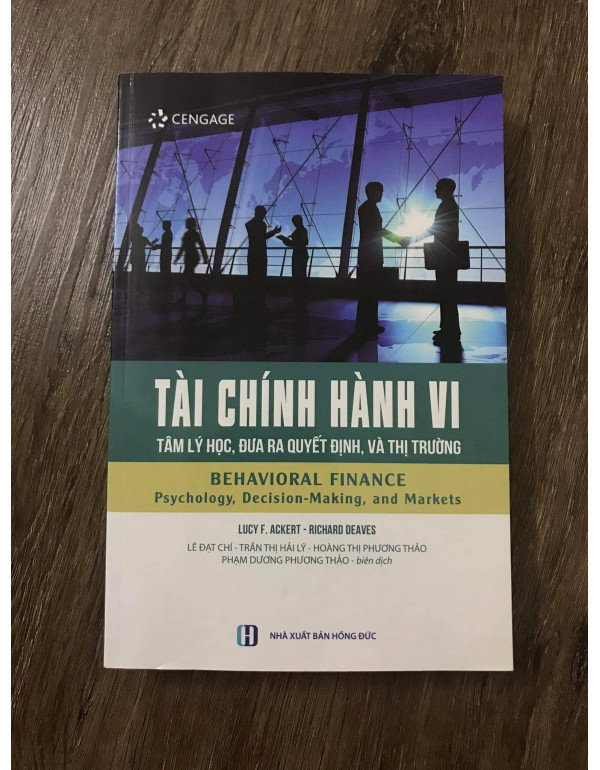 CENGAGE
TÀI CHÍNH HÀNH VI
TÂM LÝ HỌC, ĐƯA RA QUYẾT ĐỊNH, VÀ THỊ TRƯỜNG
BEHAVIORAL FINANCE
Psychology, Decision-Making, and Markets
LUCY F. ACKERT - RICHARD DEAVES
LÊ ĐẠT CHÍ - TRẦN THỊ HẢI LÝ - HOÀNG THỊ PHƯƠNG THẢO
PHẠM DƯƠNG PHƯƠNG THẢO - biên dịch
NHÀ XUẤT BẢN HỒNG ĐỨC